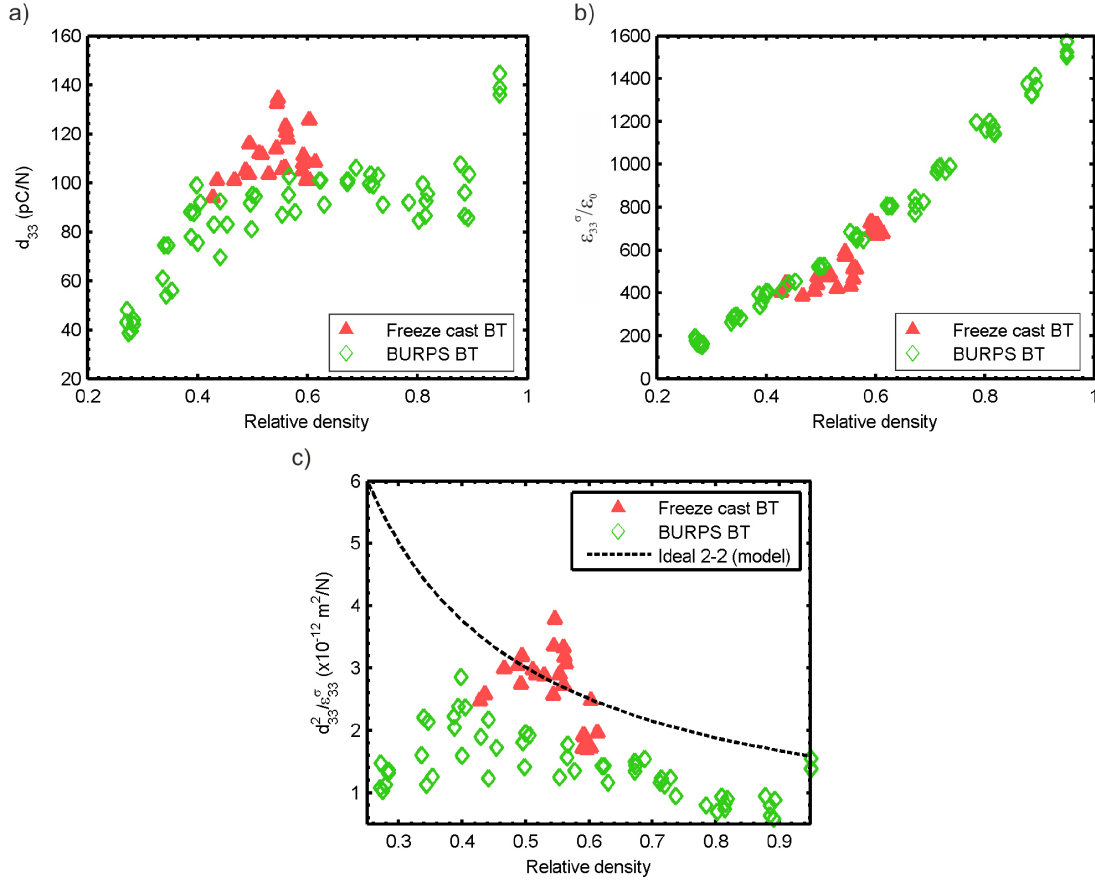 a)
d33 (pC/N)
160
140
120
100
80
60
40
20
0.2 0.4 0.6 0.8 1
Relative density
Freeze cast BT
BURPS BT
b)
ε33σ/ε0
1600
1400
1200
1000
800
600
400
200
0
0.2 0.4 0.6 0.8 1
Relative density
Freeze cast BT
BURPS BT
c)
d233/εσ33 (x10-12 m2/N)
6
5
4
3
2
1
0.3 0.4 0.5 0.6 0.7 0.8 0.9
Relative density
Freeze cast BT
BURPS BT
Ideal 2-2 (model)